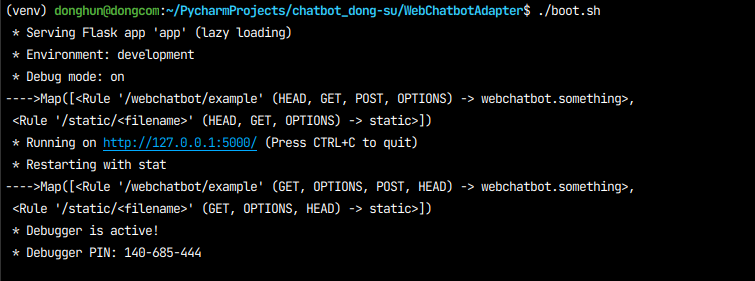 (venv) donghun@dongcom:~/PycharmProjects/chatbot_dong-su/WebChatbotAdapter$ ./boot.sh
 * Serving Flask app 'app' (lazy loading)
 * Environment: development
 * Debug mode: on
---->Map([<Rule '/webchatbot/example' (HEAD, GET, POST, OPTIONS) -> webchatbot.something>,
 <Rule '/static/<filename>' (HEAD, GET, OPTIONS) -> static>])
 * Running on http://127.0.0.1:5000/ (Press CTRL+C to quit)
 * Restarting with stat
---->Map([<Rule '/webchatbot/example' (GET, OPTIONS, POST, HEAD) -> webchatbot.something>,
 <Rule '/static/<filename>' (GET, OPTIONS, HEAD) -> static>])
 * Debugger is active!
 * Debugger PIN: 140-685-444